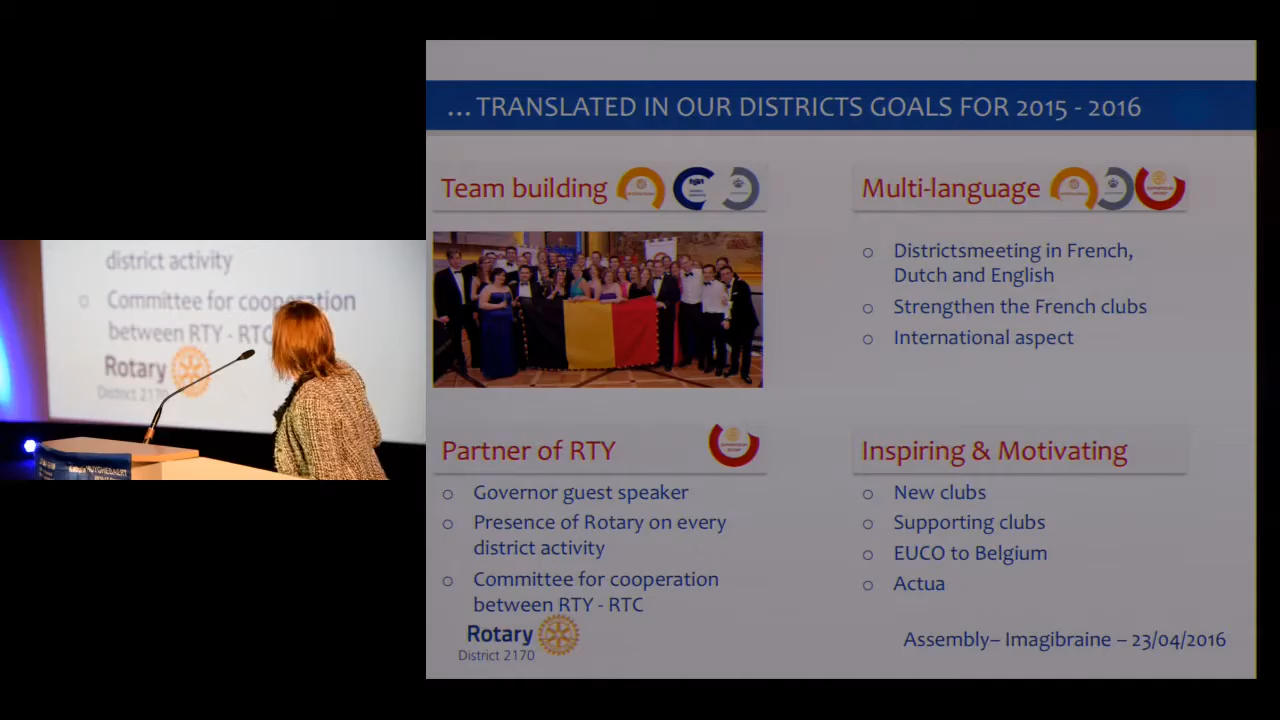 … TRANSLATED IN OUR DISTRICTS GOALS FOR 2015 - 2016
Team building
Multi-language
o Districtsmeeting in French,
Dutch and English
o Strengthen the French clubs
o International aspect
Partner of RTY
o Governor guest speaker
o Presence of Rotary on every
district activity
o Committee for cooperation
between RTY - RTC
Rotary
District 2170
Inspiring & Motivating
o New clubs
o Supporting clubs
o EUCO to Belgium
o Actua
Assembly– Imagibraine – 23/04/2016
district activity
o Committee for cooperation
between RTY - RTC
Rotary
District 2170